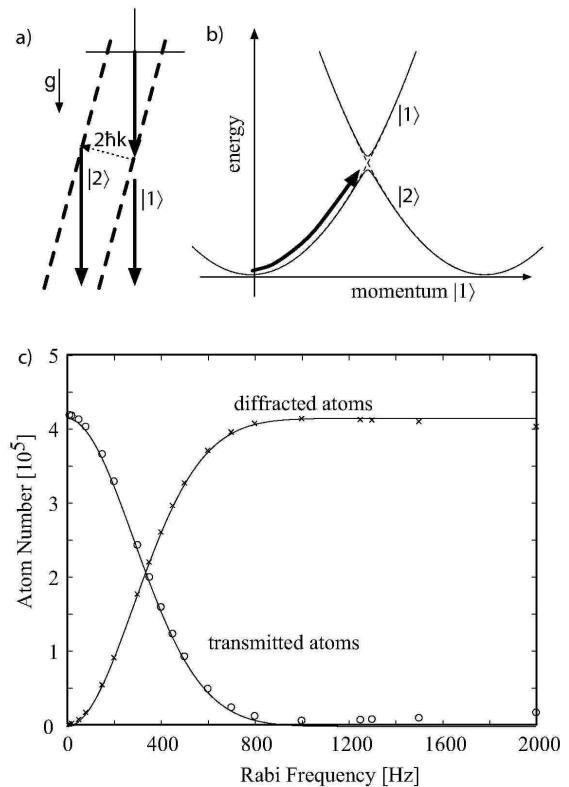 a)
g
2ħk
|2⟩
|1⟩
b)
energy
|1⟩
|2⟩
momentum |1⟩
c)
5
4
3
2
1
0
Atom Number [10⁵]
diffracted atoms
transmitted atoms
0 400 800 1200 1600 2000
Rabi Frequency [Hz]